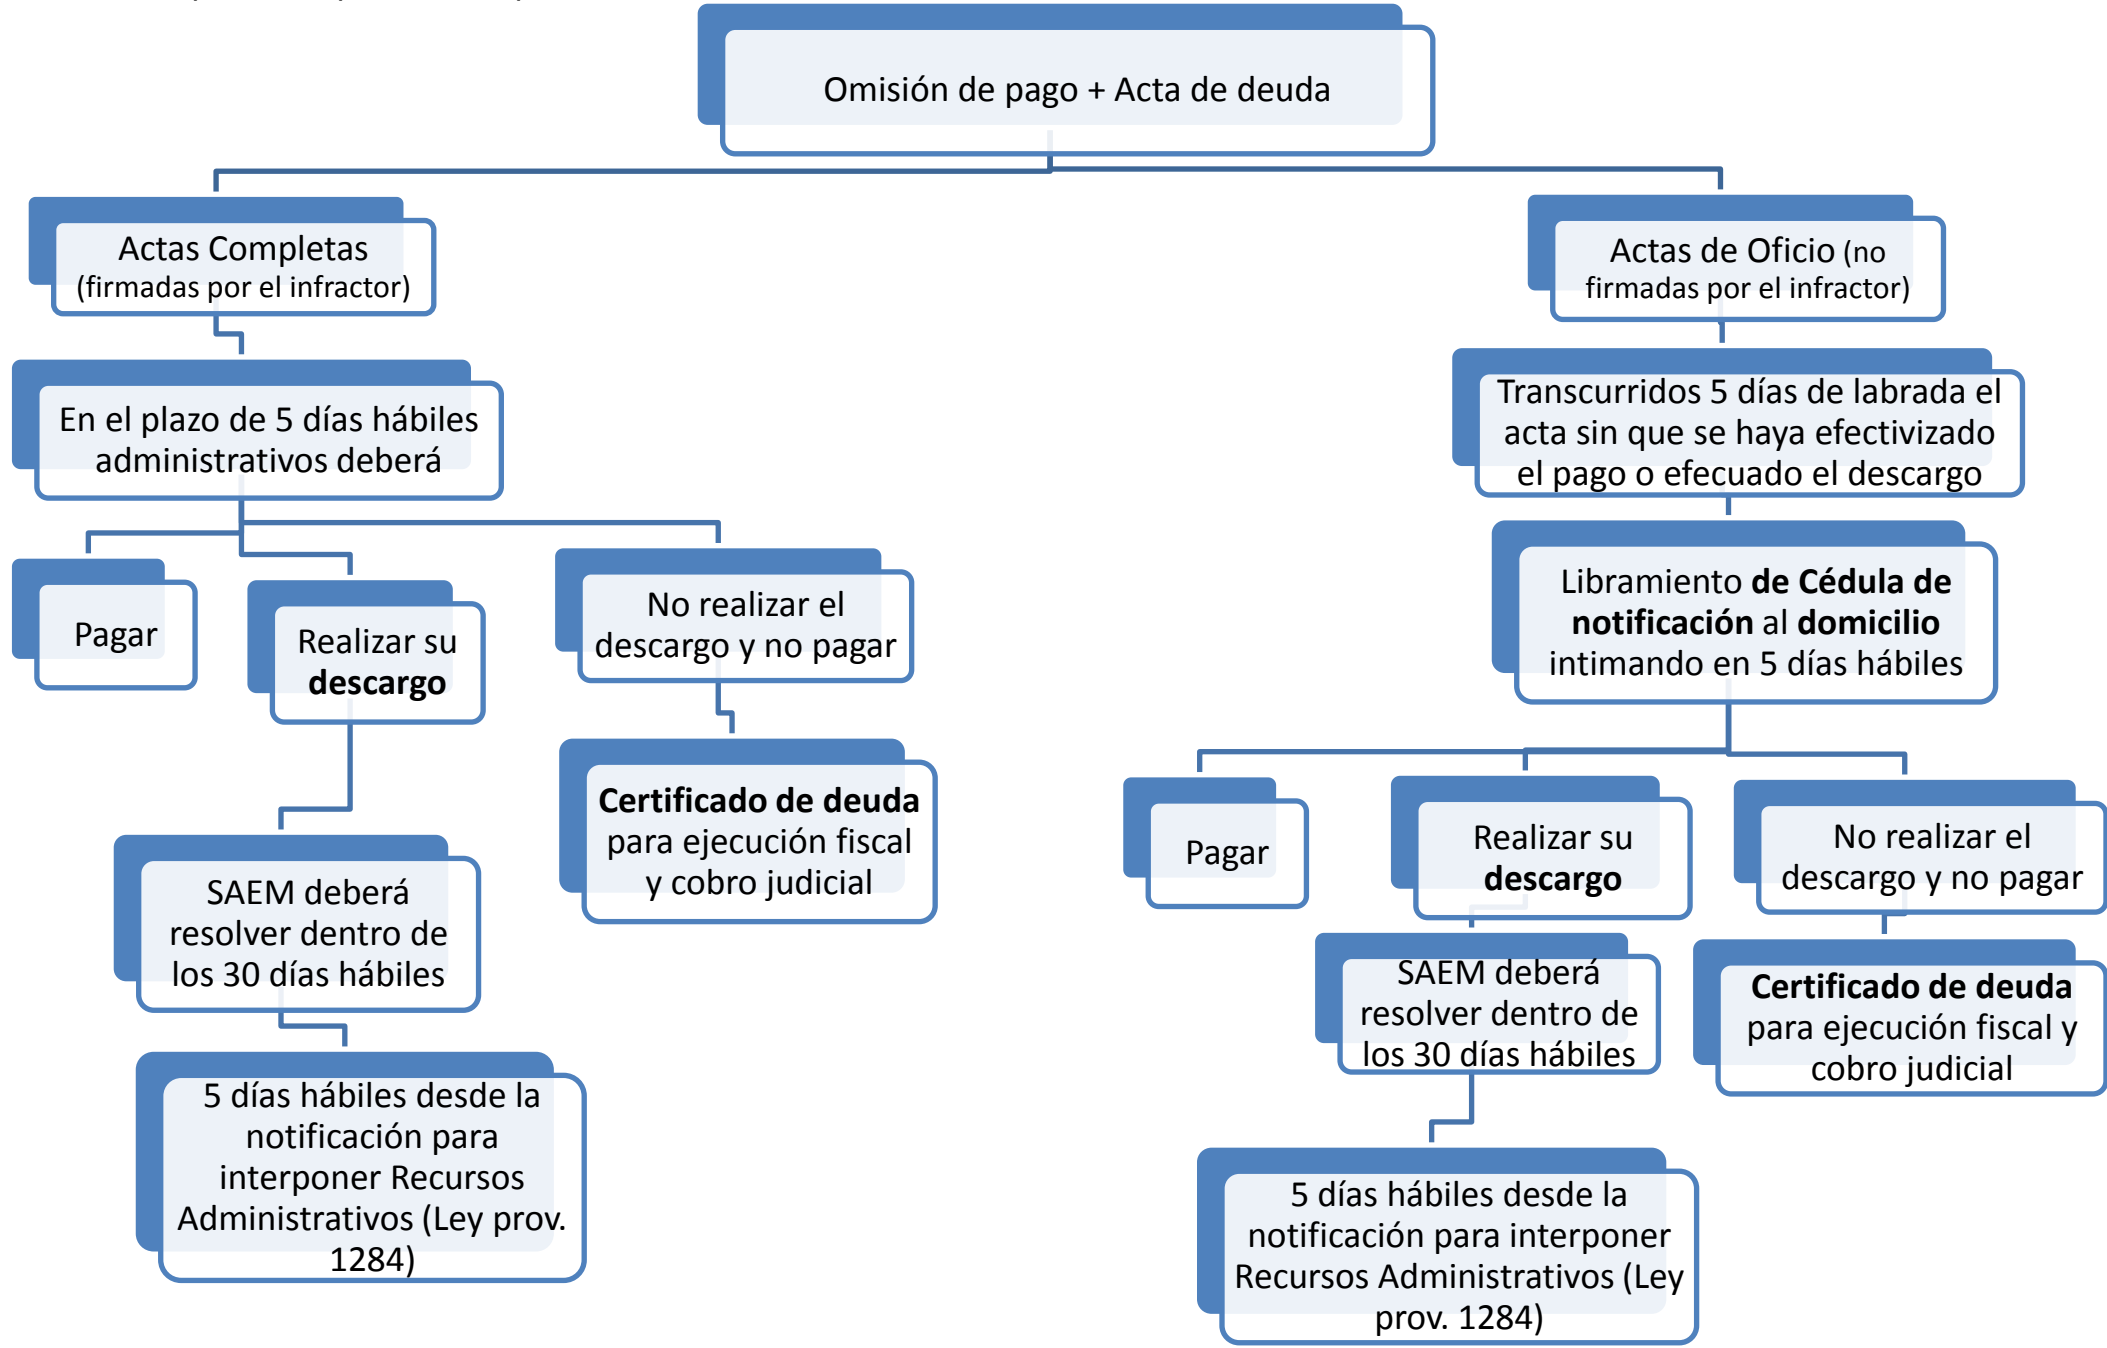 Omisión de pago + Acta de deuda
Actas Completas
(firmadas por el infractor)
En el plazo de 5 días hábiles
administrativos deberá
Pagar
Realizar su
descargo
No realizar el
descargo y no pagar
Certificado de deuda
para ejecución fiscal
y cobro judicial
SAEM deberá
resolver dentro de
los 30 días hábiles
5 días hábiles desde la
notificación para
interponer Recursos
Administrativos (Ley prov.
1284)
Actas de Oficio (no
firmadas por el infractor)
Transcurridos 5 días de labrada el
acta sin que se haya efectivizado
el pago o efecuado el descargo
Libramiento de Cédula de
notificación al domicilio
intimando en 5 días hábiles
Pagar
Realizar su
descargo
No realizar el
descargo y no pagar
SAEM deberá
resolver dentro de
los 30 días hábiles
Certificado de deuda
para ejecución fiscal y
cobro judicial
5 días hábiles desde la
notificación para interponer
Recursos Administrativos (Ley
prov. 1284)